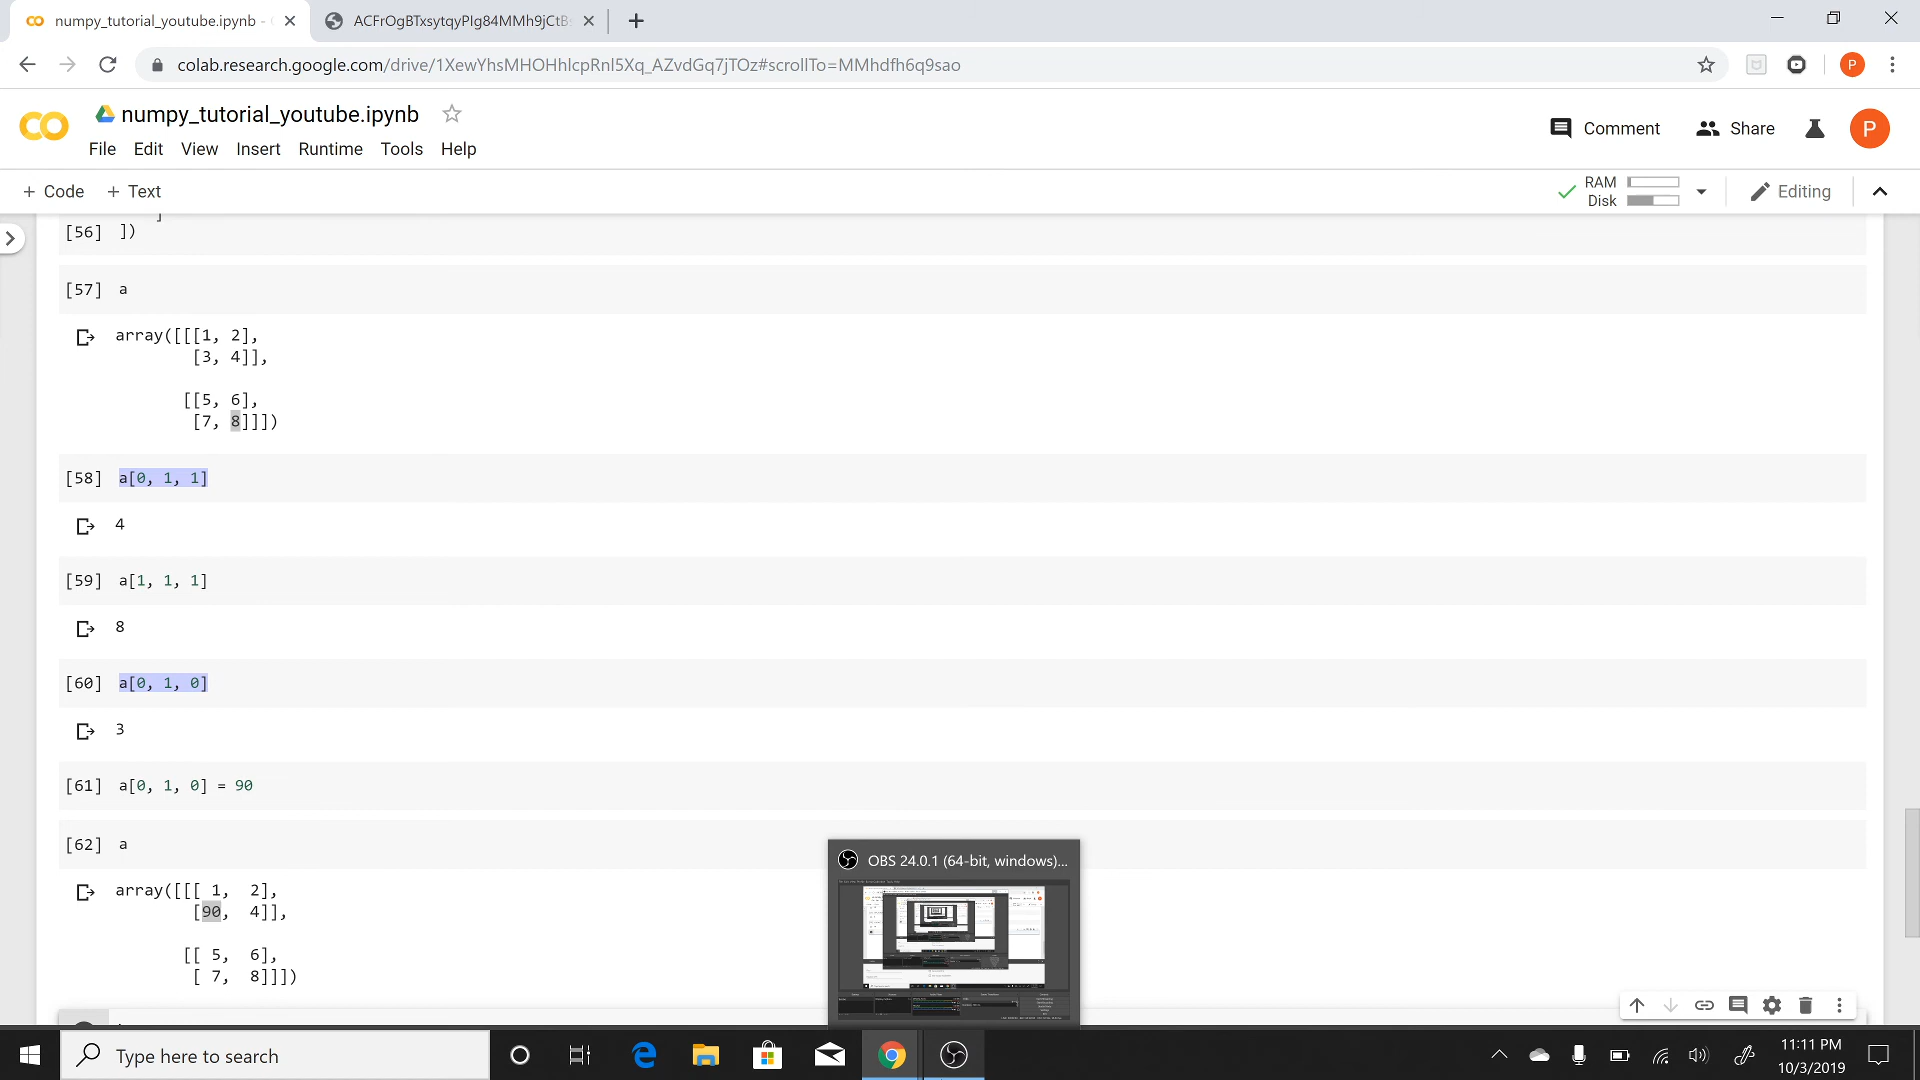 numpy_tutorial_youtube.ipynb -
ACFrOgBTxsytqyPIg84MMh9jCtB
colab.research.google.com/drive/1XewYhsMHOHhlcpRnI5Xq_AZvdGq7jTOz#scrollTo=MMhdfh6q9sao
P
CO numpy_tutorial_youtube.ipynb
Comment Share P
File Edit View Insert Runtime Tools Help
+ Code + Text
RAM
Disk
Editing
]
[56] ])
[57] a
array([[[1, 2],
[3, 4]],
[[5, 6],
[7, 8]]])
[58] a[0, 1, 1]
4
[59] a[1, 1, 1]
8
[60] a[0, 1, 0]
3
[61] a[0, 1, 0] = 90
[62] a
array([[[ 1, 2],
[90, 4]],
[[ 5, 6],
[ 7, 8]]])
OBS 24.0.1 (64-bit, windows)...
Type here to search
11:11 PM
10/3/2019